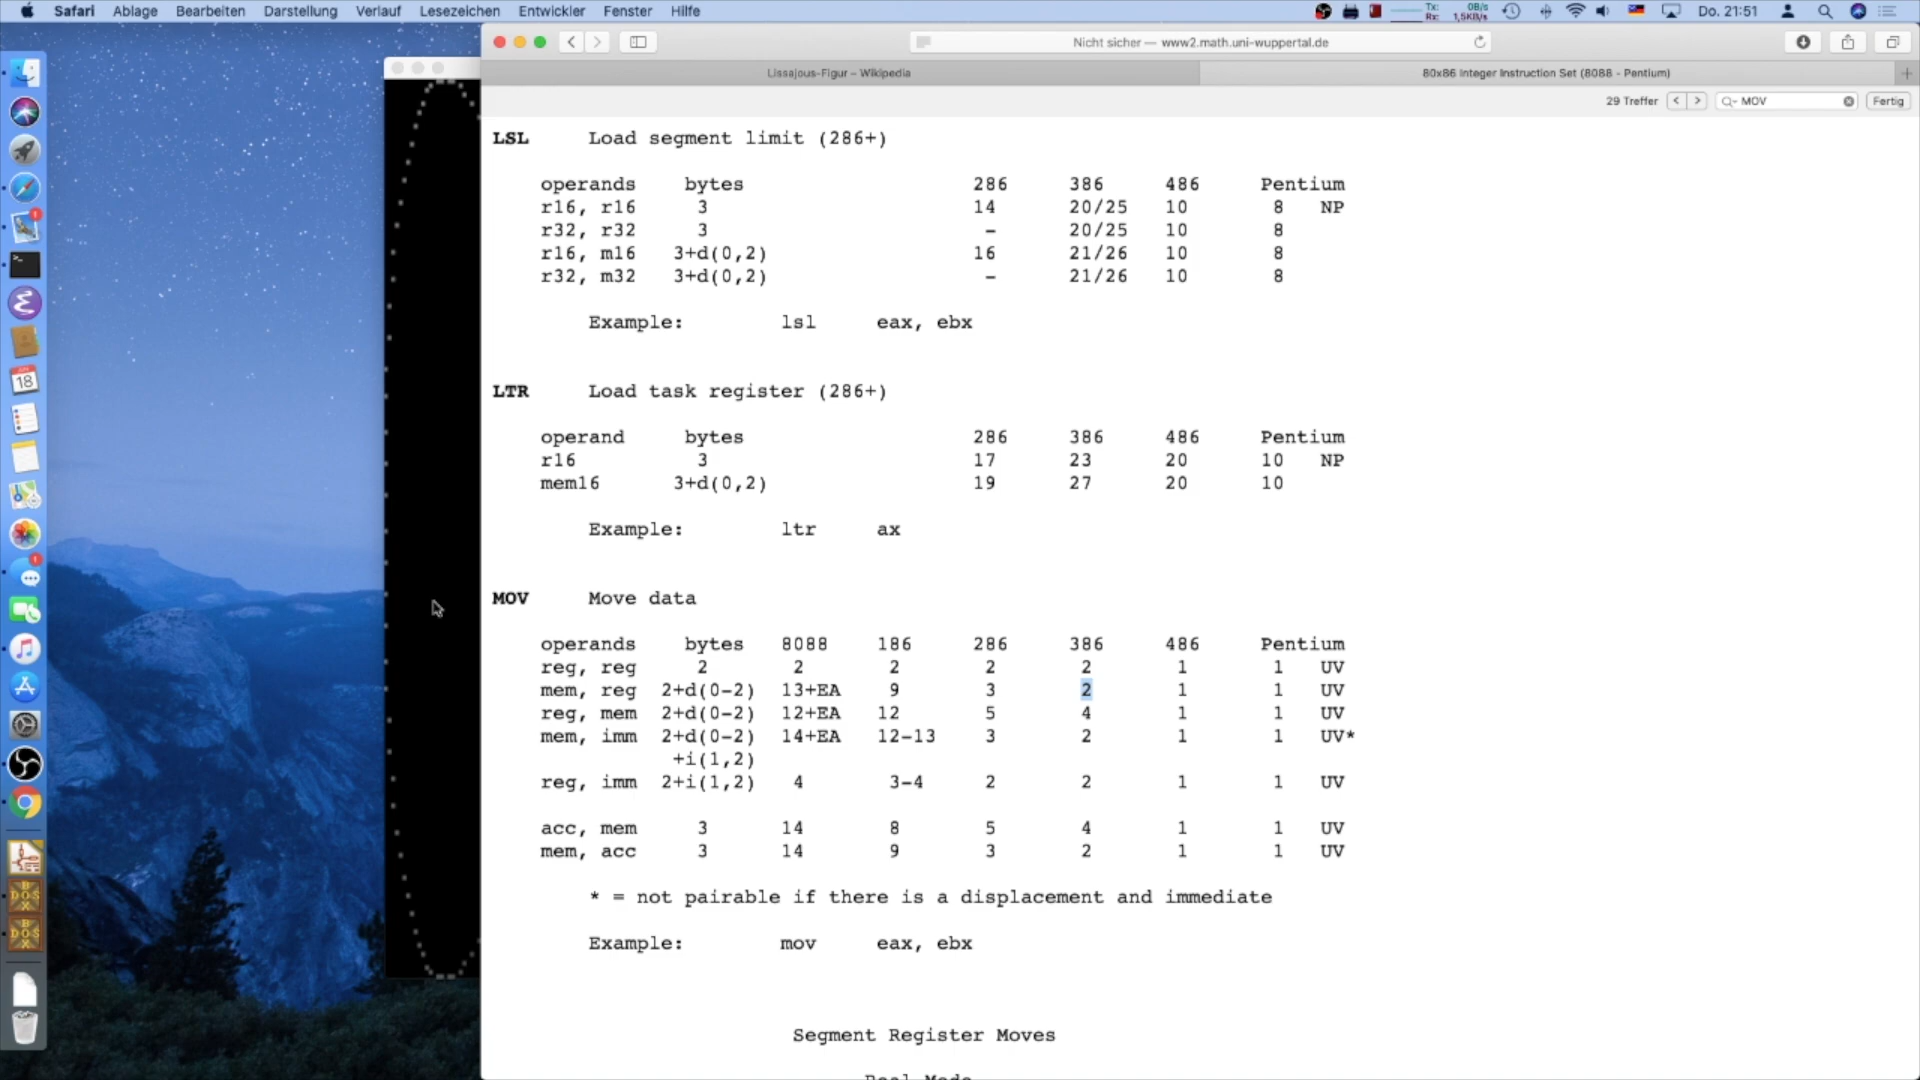 Safari Ablage Bearbeiten Darstellung Verlauf Lesezeichen Entwickler Fenster Hilfe Tx: 0B/s Rx: 1,5KB/s Do. 21:51
Nicht sicher — www2.math.uni-wuppertal.de
Lissajous-Figur – Wikipedia 80x86 Integer Instruction Set (8088 - Pentium)
29 Treffer MOV Fertig
LSL Load segment limit (286+)
operands bytes 286 386 486 Pentium
r16, r16 3 14 20/25 10 8 NP
r32, r32 3 - 20/25 10 8
r16, m16 3+d(0,2) 16 21/26 10 8
r32, m32 3+d(0,2) - 21/26 10 8
Example: lsl eax, ebx
LTR Load task register (286+)
operand bytes 286 386 486 Pentium
r16 3 17 23 20 10 NP
mem16 3+d(0,2) 19 27 20 10
Example: ltr ax
MOV Move data
operands bytes 8088 186 286 386 486 Pentium
reg, reg 2 2 2 2 2 1 1 UV
mem, reg 2+d(0-2) 13+EA 9 3 2 1 1 UV
reg, mem 2+d(0-2) 12+EA 12 5 4 1 1 UV
mem, imm 2+d(0-2) 14+EA 12-13 3 2 1 1 UV*
+i(1,2)
reg, imm 2+i(1,2) 4 3-4 2 2 1 1 UV
acc, mem 3 14 8 5 4 1 1 UV
mem, acc 3 14 9 3 2 1 1 UV
* = not pairable if there is a displacement and immediate
Example: mov eax, ebx
Segment Register Moves
Real Mode
18